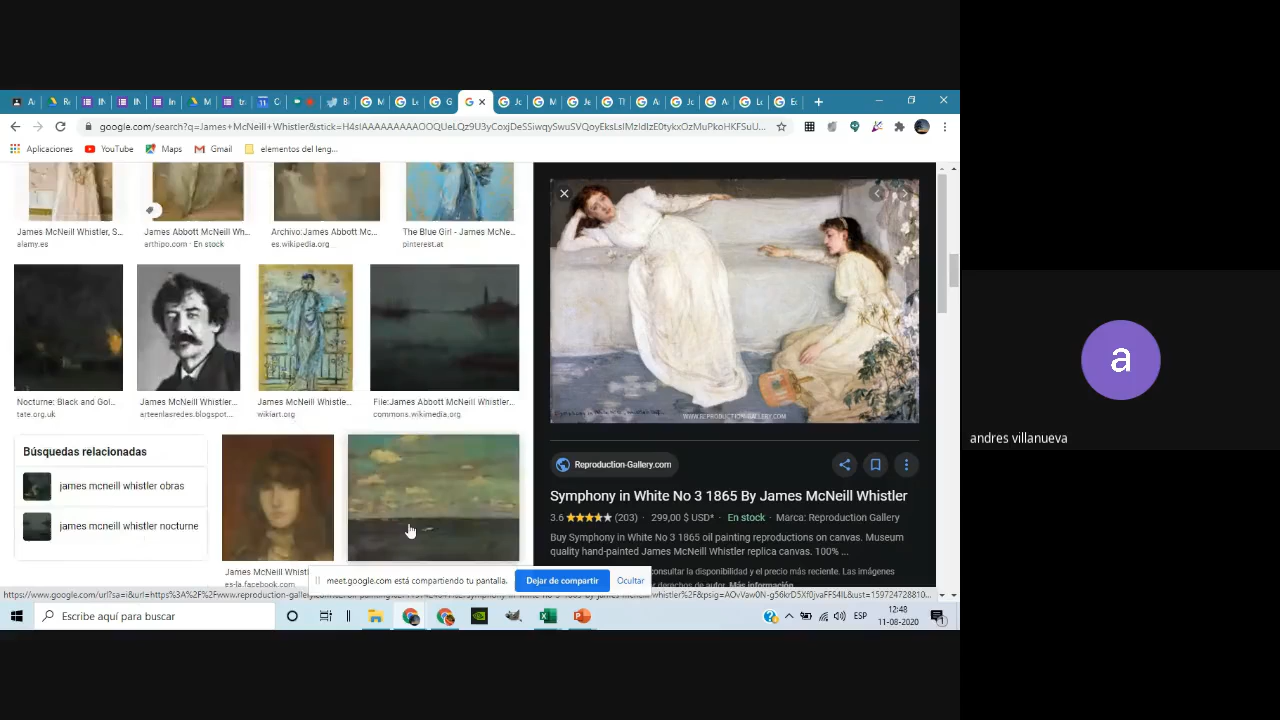 google.com/search?q=James+McNeill+Whistler&stick=H4sIAAAAAAAAAOOQUeLQz9U3yCoxjDeSSiwqySwuSVQoyEksLsIMzIdIzE0tykxOzMuPkoHKFSuU...
Aplicaciones
YouTube
Maps
Gmail
elementos del leng...
James McNeill Whistler, S...
alamy.es
James Abbott McNeill Wh...
arthipo.com · En stock
Archivo:James Abbott Mc...
es.wikipedia.org
The Blue Girl - James McNe...
pinterest.at
Nocturne: Black and Gol...
tate.org.uk
James McNeill Whistler...
arteenlasredes.blogspot...
James McNeill Whistle...
wikiart.org
File:James Abbott Whistler...
commons.wikimedia.org
Búsquedas relacionadas
james mcneill whistler obras
james mcneill whistler nocturne
James McNeill Whistl
es-la.facebook.com
WWW.REPRODUCTION-GALLERY.COM
Reproduction-Gallery.com
Symphony in White No 3 1865 By James McNeill Whistler
3.6 (203) · 299,00 $ USD* · En stock · Marca: Reproduction Gallery
Buy Symphony in White No 3 1865 oil painting reproductions on canvas. Museum
quality hand-painted James McNeill Whistler replica canvas. 100% ...
consultar la disponibilidad y el precio más reciente. Las imágenes
derechos de autor. Más información
meet.google.com está compartiendo tu pantalla.
Dejar de compartir
Ocultar
Escribe aquí para buscar
ESP
12:48
11-08-2020
1
a
andres villanueva